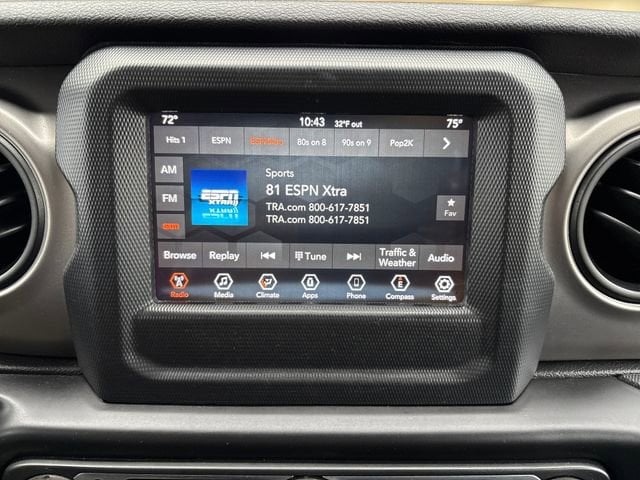 72° 10:43 32°F out 75°
Hits 1 ESPN 80s on 8 90s on 9 Pop2K
AM
FM
ESPN
XTRA
Sports
81 ESPN Xtra
TRA.com 800-617-7851
TRA.com 800-617-7851
Fav
Browse Replay Tune Traffic & Weather Audio
Radio Media Climate Apps Phone E Compass Settings